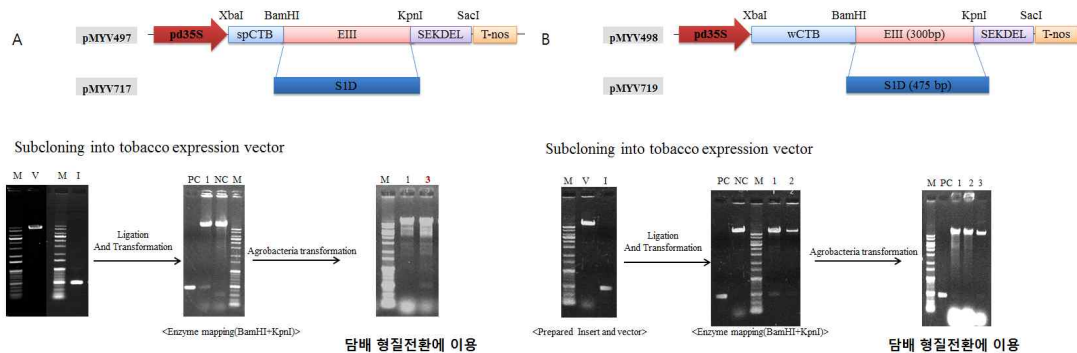 A
XbaI BamHI KpnI SacI
pMYV497 pd35S spCTB EIII SEKDEL T-nos
pMYV717 S1D
Subcloning into tobacco expression vector
M V M I
Ligation
And Transformation
PC 1 NC M
<Enzyme mapping(BamHI+KpnI)>
Agrobacteria transformation
M 1 3
담배 형질전환에 이용
B
XbaI BamHI KpnI SacI
pMYV498 pd35S wCTB EIII (300bp) SEKDEL T-nos
pMYV719 S1D (475 bp)
Subcloning into tobacco expression vector
M V I
<Prepared Insert and vector>
Ligation
And Transformation
PC NC M 1 2
<Enzyme mapping(BamHI+KpnI)>
Agrobacteria transformation
M PC 1 2 3
담배 형질전환에 이용